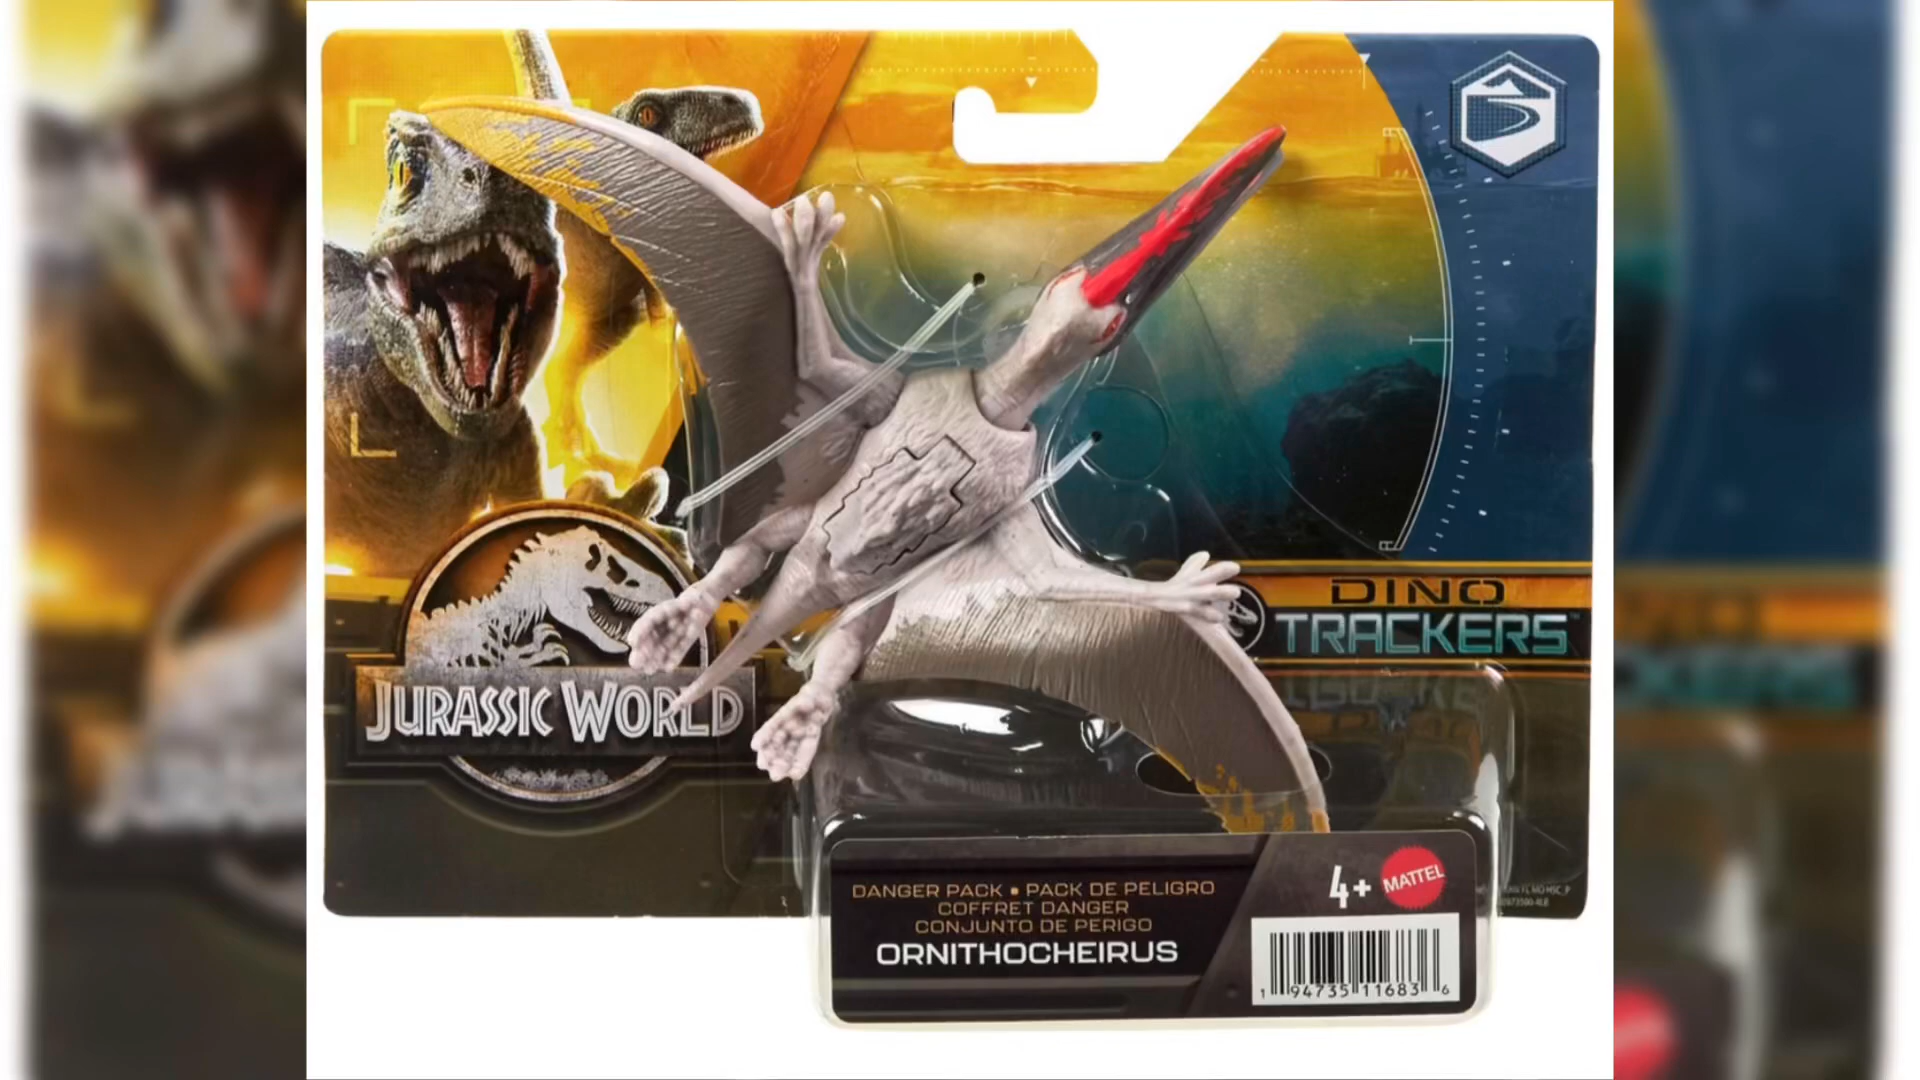 JURASSIC WORLD
DINO
TRACKERS™
DANGER PACK ▪ PACK DE PELIGRO
COFFRET DANGER
CONJUNTO DE PERIGO
ORNITHOCHEIRUS
4+
MATTEL
1 94735 11683 6